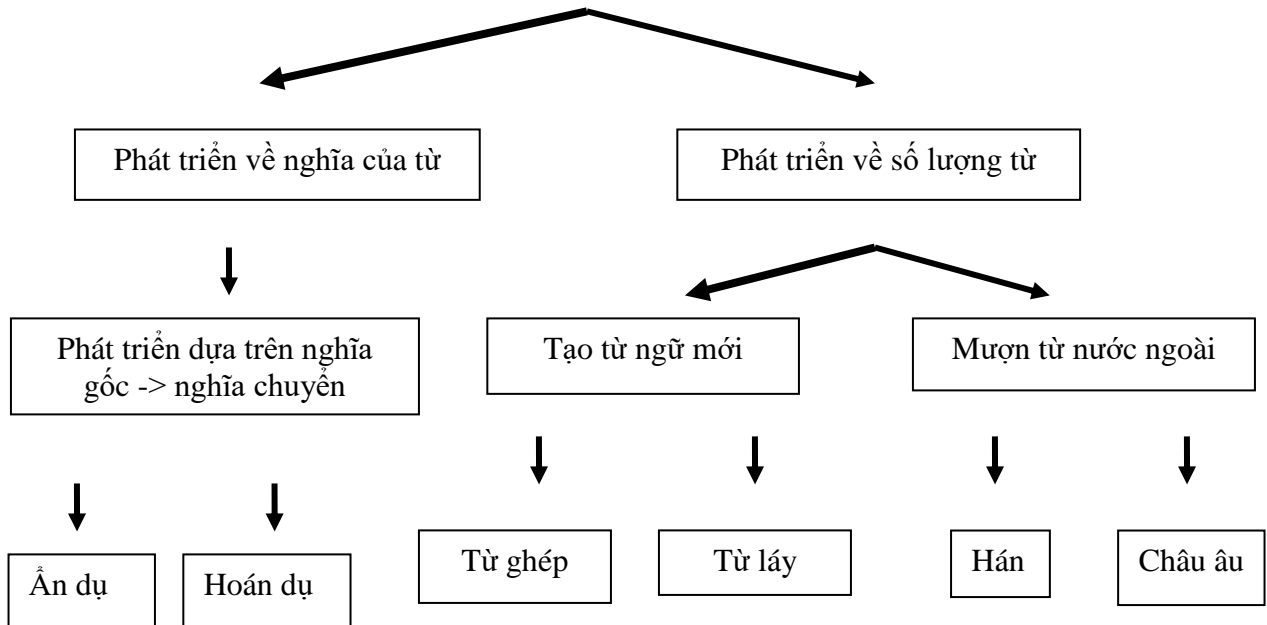 Phát triển về nghĩa của từ
Phát triển về số lượng từ
Phát triển dựa trên nghĩa
gốc -> nghĩa chuyển
Tạo từ ngữ mới
Mượn từ nước ngoài
Ẩn dụ
Hoán dụ
Từ ghép
Từ láy
Hán
Châu âu